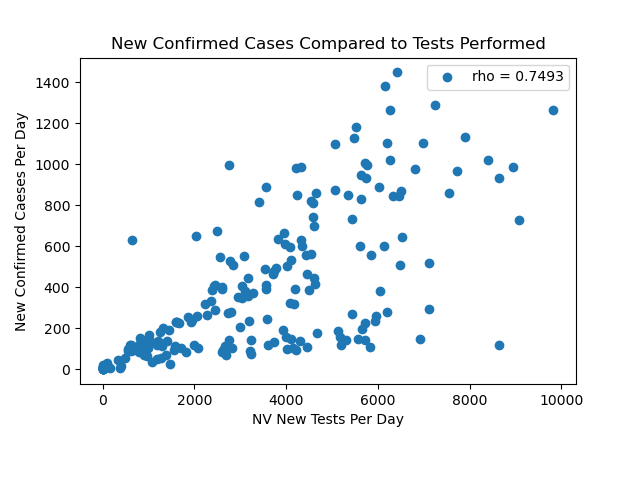 New Confirmed Cases Compared to Tests Performed
rho = 0.7493
1400
1200
1000
800
600
400
200
0
New Confirmed Caeses Per Day
0 2000 4000 6000 8000 10000
NV New Tests Per Day